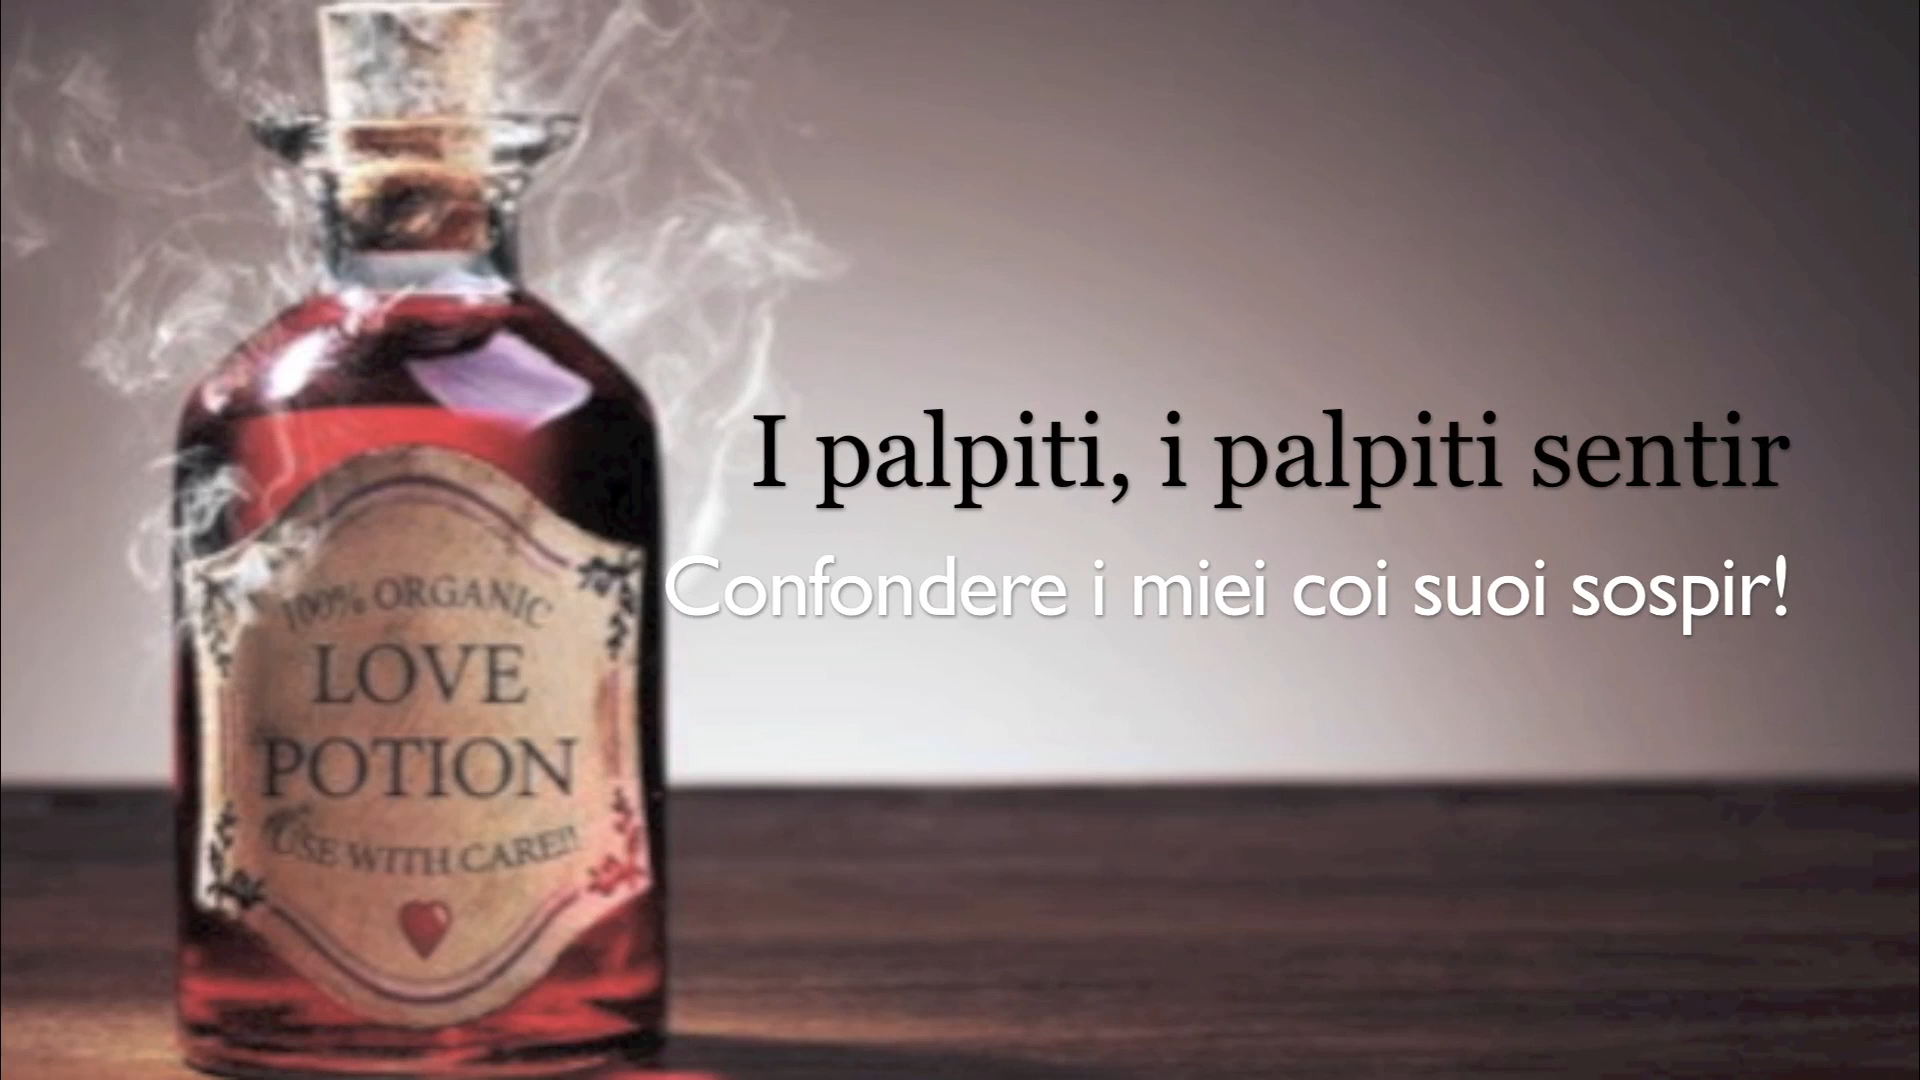 I palpiti, i palpiti sentir
Confondere i miei coi suoi sospir!
100% ORGANIC
LOVE
POTION
USE WITH CARE!!